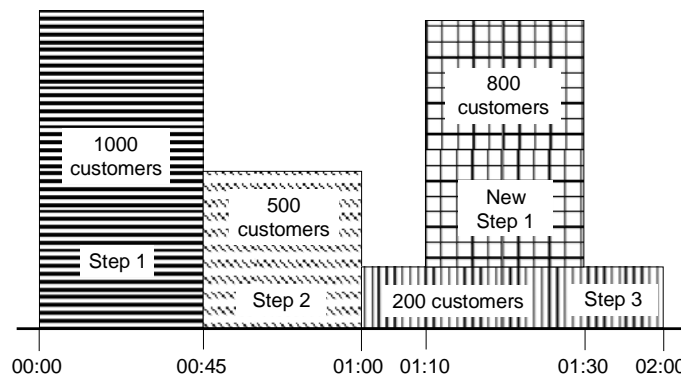 1000
customers
Step 1
500
customers
Step 2
800
customers
New
Step 1
200 customers
Step 3
00:00
00:45
01:00
01:10
01:30
02:00